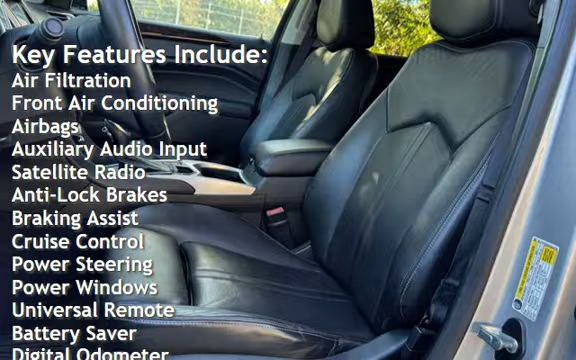 Key Features Include:
Air Filtration
Front Air Conditioning
Airbags
Auxiliary Audio Input
Satellite Radio
Anti-Lock Brakes
Braking Assist
Cruise Control
Power Steering
Power Windows
Universal Remote
Battery Saver
Digital Odometer